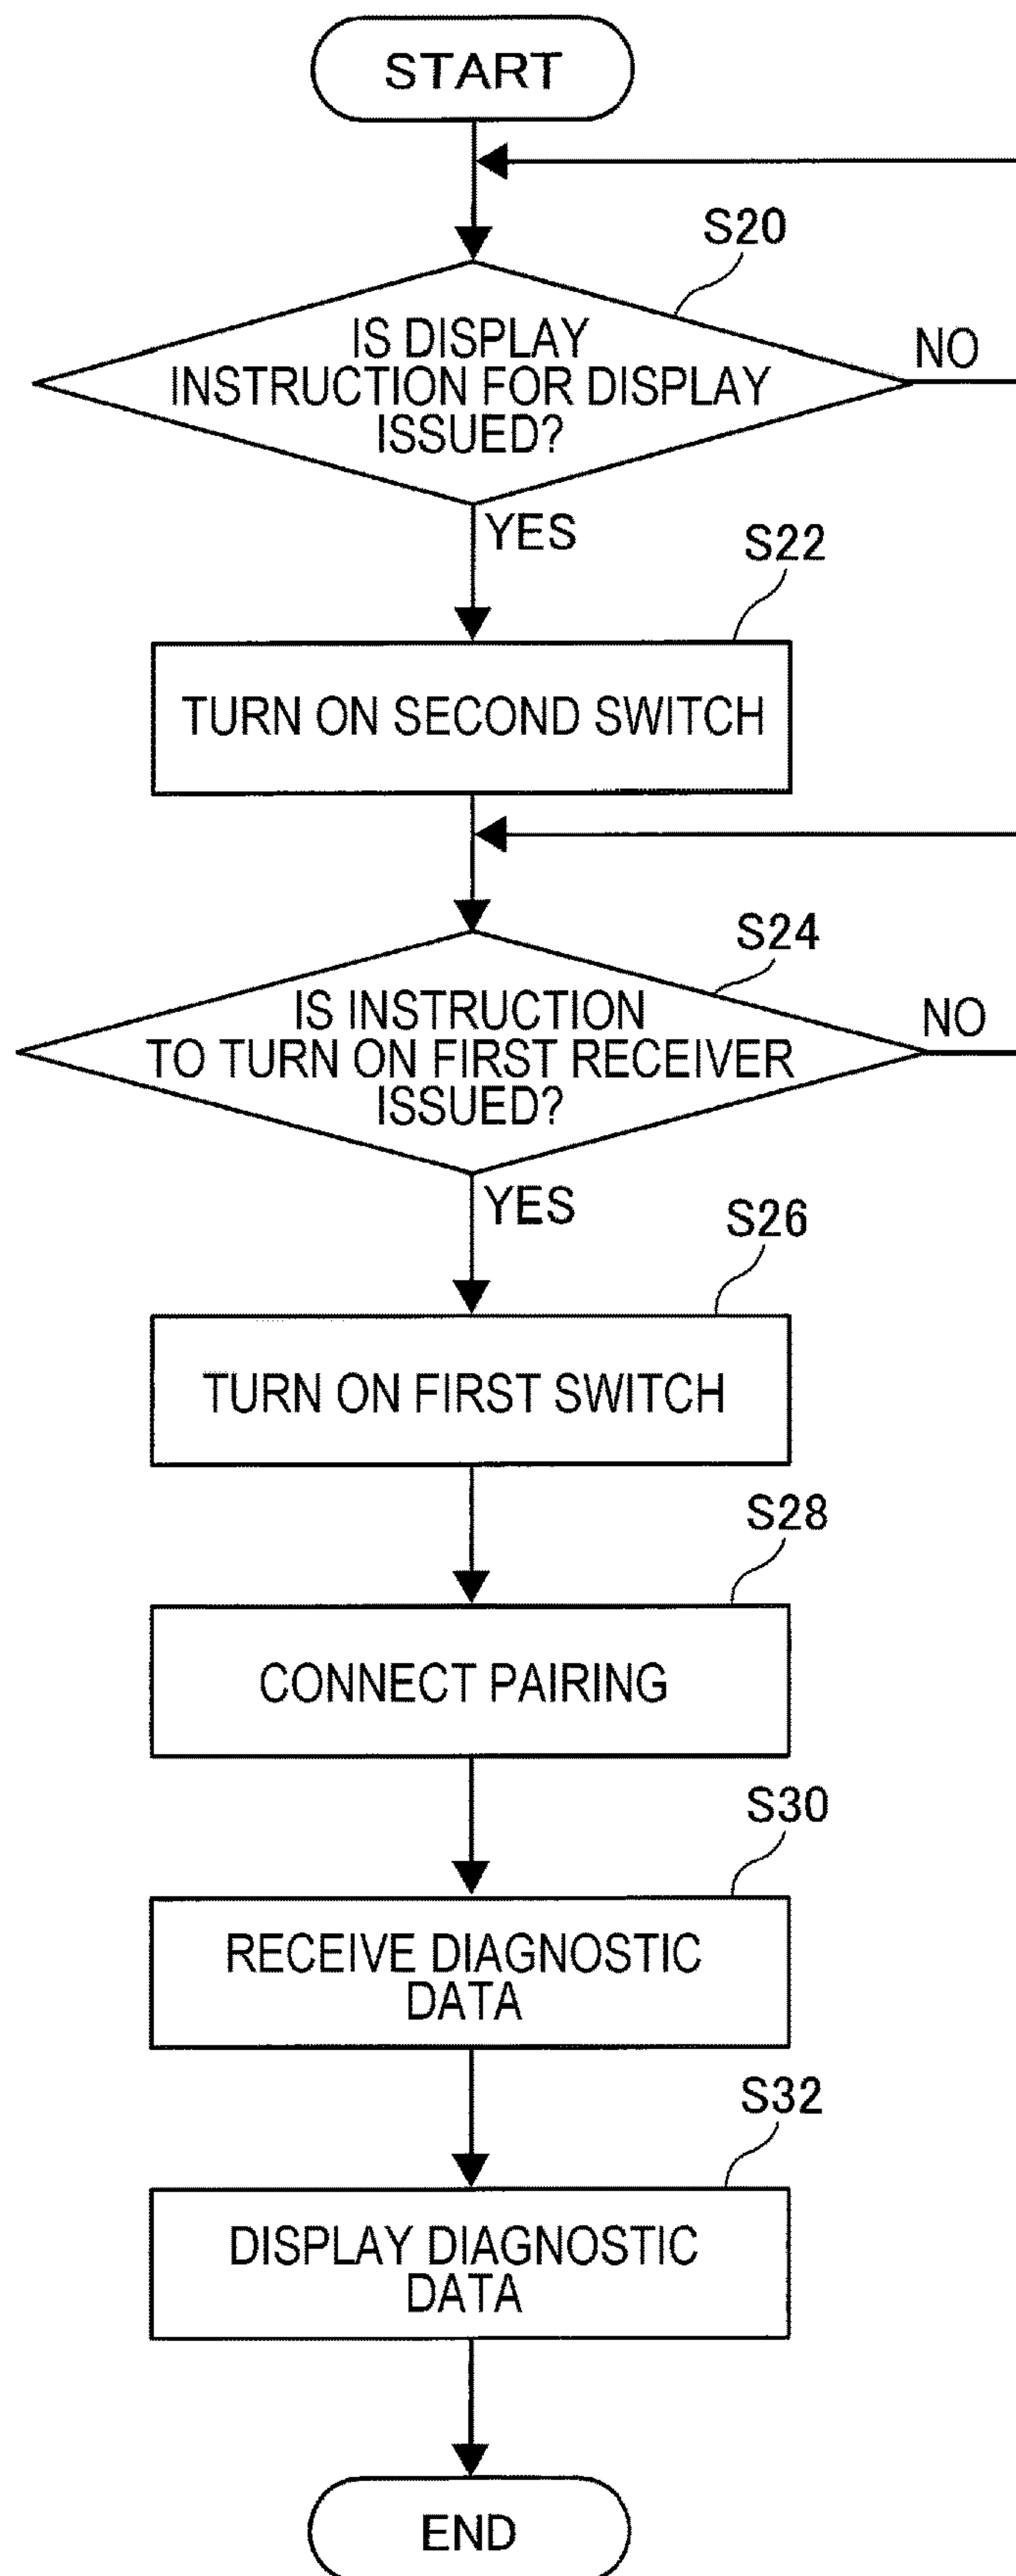 START
S20
IS DISPLAY
INSTRUCTION FOR DISPLAY
ISSUED?
NO
YES
S22
TURN ON SECOND SWITCH
S24
IS INSTRUCTION
TO TURN ON FIRST RECEIVER
ISSUED?
NO
YES
S26
TURN ON FIRST SWITCH
S28
CONNECT PAIRING
S30
RECEIVE DIAGNOSTIC
DATA
S32
DISPLAY DIAGNOSTIC
DATA
END